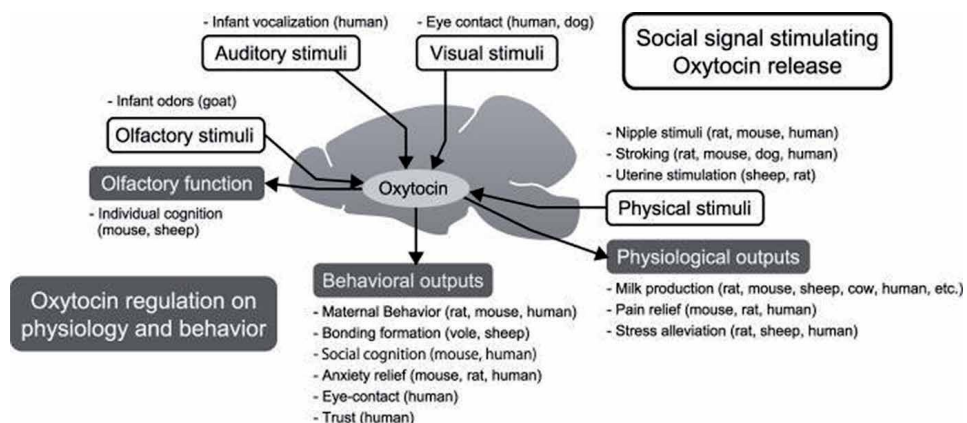 - Infant vocalization (human)
Auditory stimuli
- Eye contact (human, dog)
Visual stimuli
Social signal stimulating
Oxytocin release
- Infant odors (goat)
Olfactory stimuli
Olfactory function
- Individual cognition
(mouse, sheep)
Oxytocin
- Nipple stimuli (rat, mouse, human)
- Stroking (rat, mouse, dog, human)
- Uterine stimulation (sheep, rat)
Physical stimuli
Oxytocin regulation on
physiology and behavior
Behavioral outputs
- Maternal Behavior (rat, mouse, human)
- Bonding formation (vole, sheep)
- Social cognition (mouse, human)
- Anxiety relief (mouse, rat, human)
- Eye-contact (human)
- Trust (human)
Physiological outputs
- Milk production (rat, mouse, sheep, cow, human, etc.)
- Pain relief (mouse, rat, human)
- Stress alleviation (rat, sheep, human)